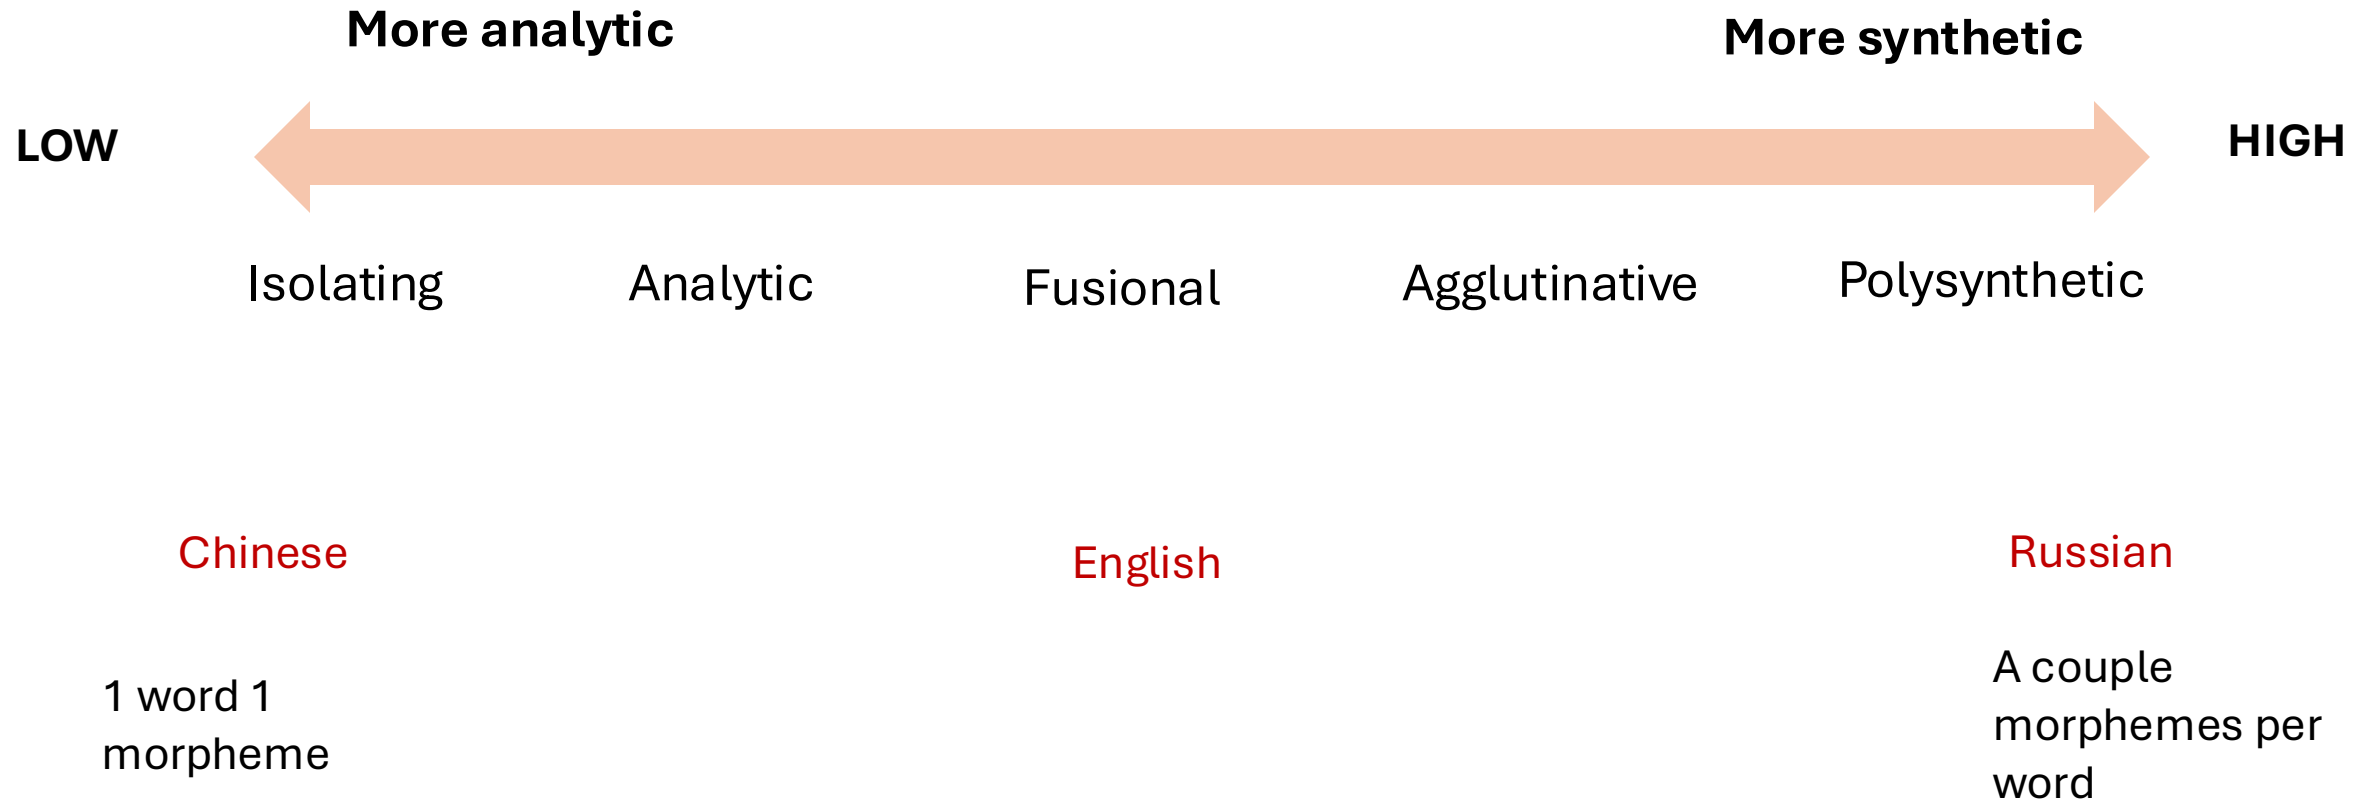 More analytic
More synthetic
LOW
HIGH
Isolating
Analytic
Fusional
Agglutinative
Polysynthetic
Chinese
English
Russian
1 word 1
morpheme
A couple
morphemes per
word